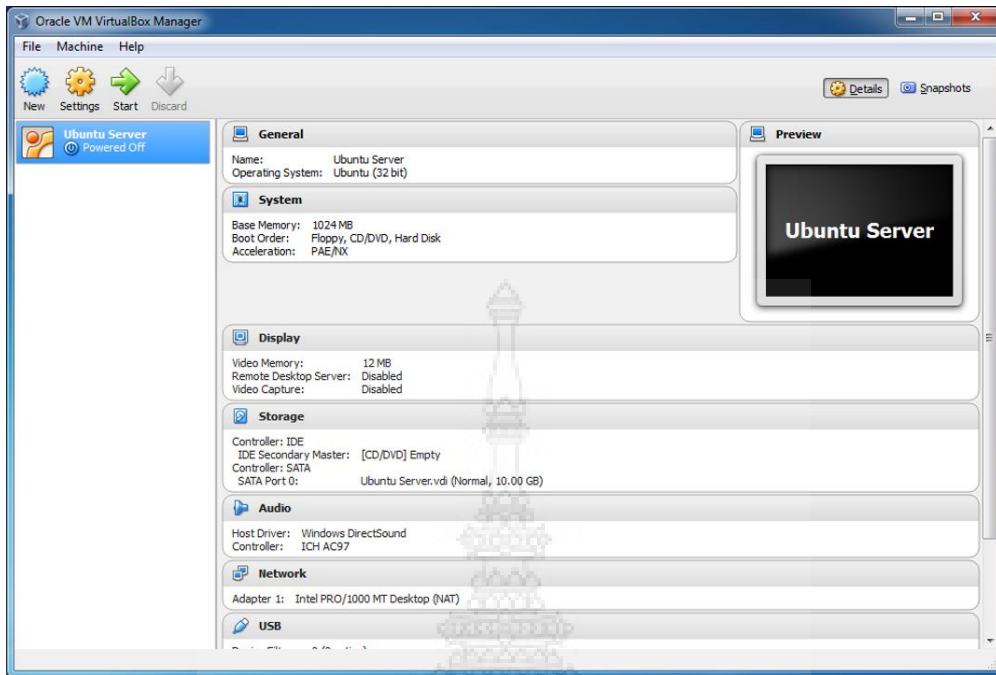 Oracle VM VirtualBox Manager
File Machine Help
New Settings Start Discard
Details Snapshots
Ubuntu Server
Powered Off
General
Name: Ubuntu Server
Operating System: Ubuntu (32 bit)
System
Base Memory: 1024 MB
Boot Order: Floppy, CD/DVD, Hard Disk
Acceleration: PAE/NX
Preview
Ubuntu Server
Display
Video Memory: 12 MB
Remote Desktop Server: Disabled
Video Capture: Disabled
Storage
Controller: IDE
IDE Secondary Master: [CD/DVD] Empty
Controller: SATA
SATA Port 0: Ubuntu Server.vdi (Normal, 10.00 GB)
Audio
Host Driver: Windows DirectSound
Controller: ICH AC97
Network
Adapter 1: Intel PRO/1000 MT Desktop (NAT)
USB